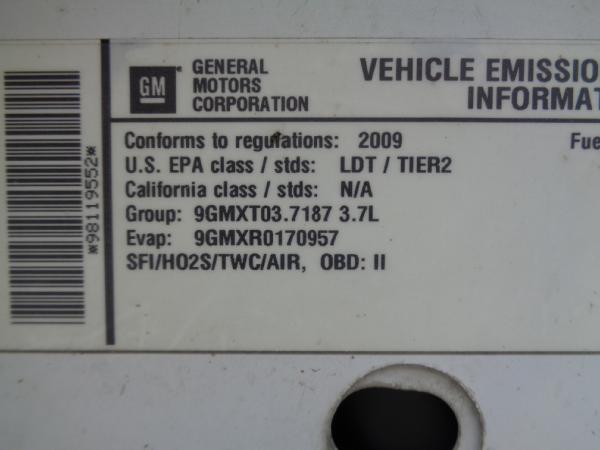 GM
GENERAL
MOTORS
CORPORATION
VEHICLE EMISSIO
INFORMAT
Conforms to regulations: 2009
Fue
U.S. EPA class / stds: LDT / TIER2
California class / stds: N/A
Group: 9GMXT03.7187 3.7L
Evap: 9GMXR0170957
SFI/HO2S/TWC/AIR, OBD: II
*98119552*